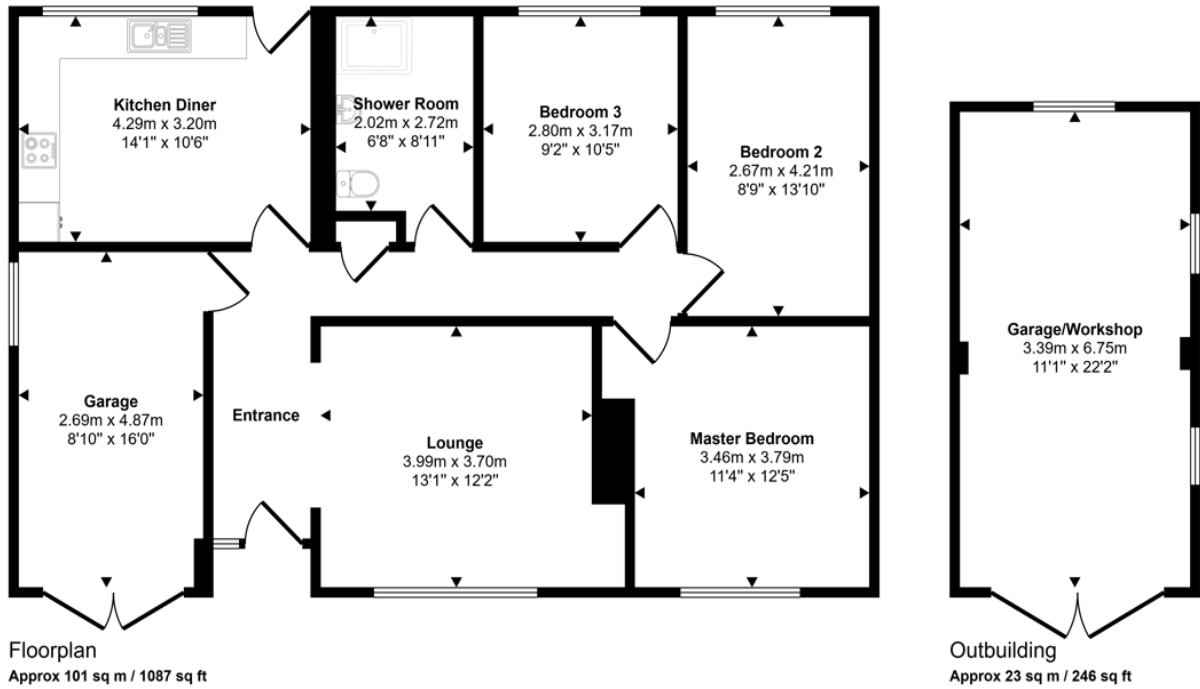 Kitchen Diner
4.29m x 3.20m
14'1" x 10'6"
Shower Room
2.02m x 2.72m
6'8" x 8'11"
Bedroom 3
2.80m x 3.17m
9'2" x 10'5"
Bedroom 2
2.67m x 4.21m
8'9" x 13'10"
Garage
2.69m x 4.87m
8'10" x 16'0"
Entrance
Lounge
3.99m x 3.70m
13'1" x 12'2"
Master Bedroom
3.46m x 3.79m
11'4" x 12'5"
Garage/Workshop
3.39m x 6.75m
11'1" x 22'2"
Floorplan
Approx 101 sq m / 1087 sq ft
Outbuilding
Approx 23 sq m / 246 sq ft